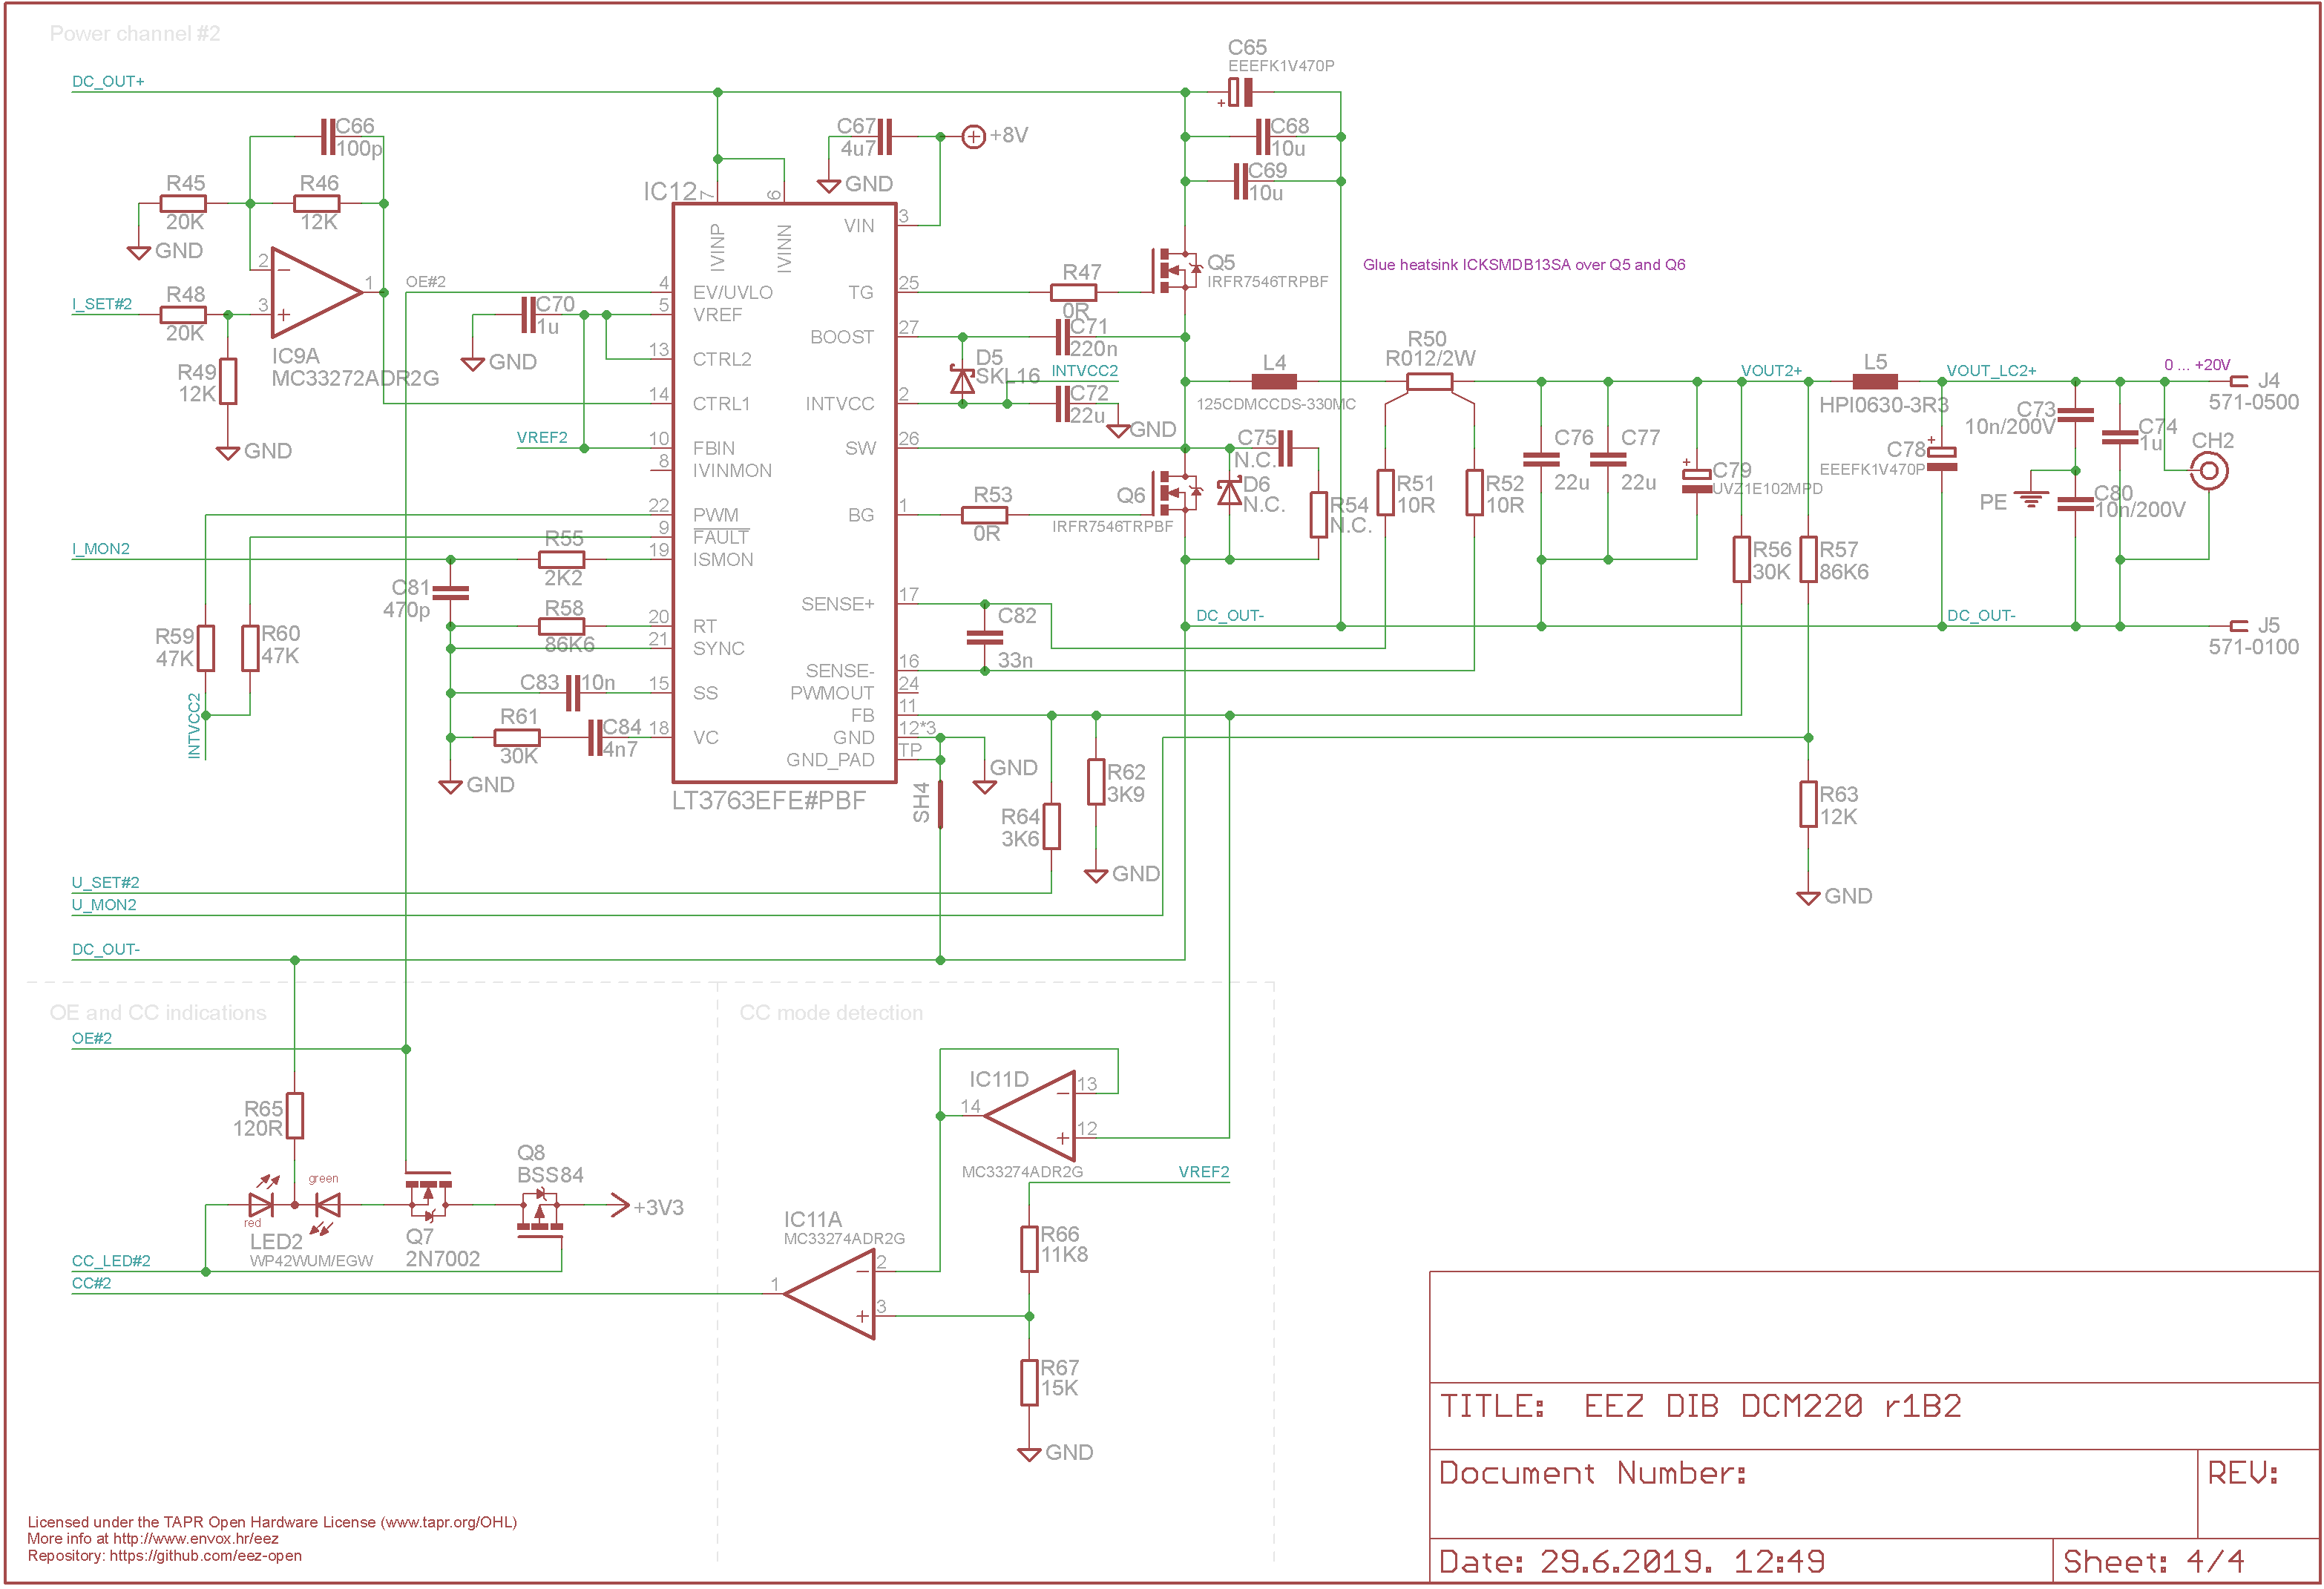 Power channel #2
DC_OUT+
C65
EEEFK1V470P
C66
100p
C67
4u7
+8V
GND
C68
10u
C69
10u
R45
20K
GND
R46
12K
IC12
7
6
IVINP
IVINN
VIN
3
Q5
IRFR7546TRPBF
Glue heatsink ICKSMDB13SA over Q5 and Q6
2
3
1
I_SET#2
R48
20K
IC9A
MC33272ADR2G
R49
12K
GND
OE#2
C70
1u
GND
VREF2
4
EV/UVLO
5
VREF
13
CTRL2
14
CTRL1
10
FBIN
8
IVINMON
22
PWM
9
FAULT
19
ISMON
20
RT
21
SYNC
15
SS
18
VC
TG
25
BOOST
27
INTVCC
2
SW
26
BG
1
SENSE+
17
SENSE-
16
PWMOUT
24
FB
11
GND
12*3
GND_PAD
TP
LT3763EFE#PBF
R47
0R
C71
220n
D5
SKL16
INTVCC2
C72
22u
GND
L4
125CDMCCDS-330MC
R50
R012/2W
C75
N.C.
D6
N.C.
R54
N.C.
Q6
IRFR7546TRPBF
R53
0R
R51
10R
R52
10R
C76
22u
C77
22u
C79
UVZ1E102MPD
VOUT2+
L5
HPI0630-3R3
VOUT_LC2+
0 ... +20V
J4
571-0500
C73
10n/200V
C74
1u
CH2
C78
EEEFK1V470P
PE
C80
10n/200V
R56
30K
R57
86K6
DC_OUT-
DC_OUT-
J5
571-0100
I_MON2
R55
2K2
C81
470p
R58
86K6
R59
47K
R60
47K
INTVCC2
C83
10n
R61
30K
C84
4n7
GND
C82
33n
SH4
GND
R62
3K9
R64
3K6
GND
R63
12K
GND
U_SET#2
U_MON2
DC_OUT-
OE and CC indications
CC mode detection
OE#2
R65
120R
green
red
LED2
WP42WUM/EGW
Q7
2N7002
Q8
BSS84
+3V3
CC_LED#2
CC#2
IC11D
14
13
12
MC33274ADR2G
VREF2
IC11A
MC33274ADR2G
1
2
3
R66
11K8
R67
15K
GND
TITLE: EEZ DIB DCM220 r1B2
Document Number:
REV:
Date: 29.6.2019. 12:49
Sheet: 4/4
Licensed under the TAPR Open Hardware License (www.tapr.org/OHL)
More info at http://www.envox.hr/eez
Repository: https://github.com/eez-open